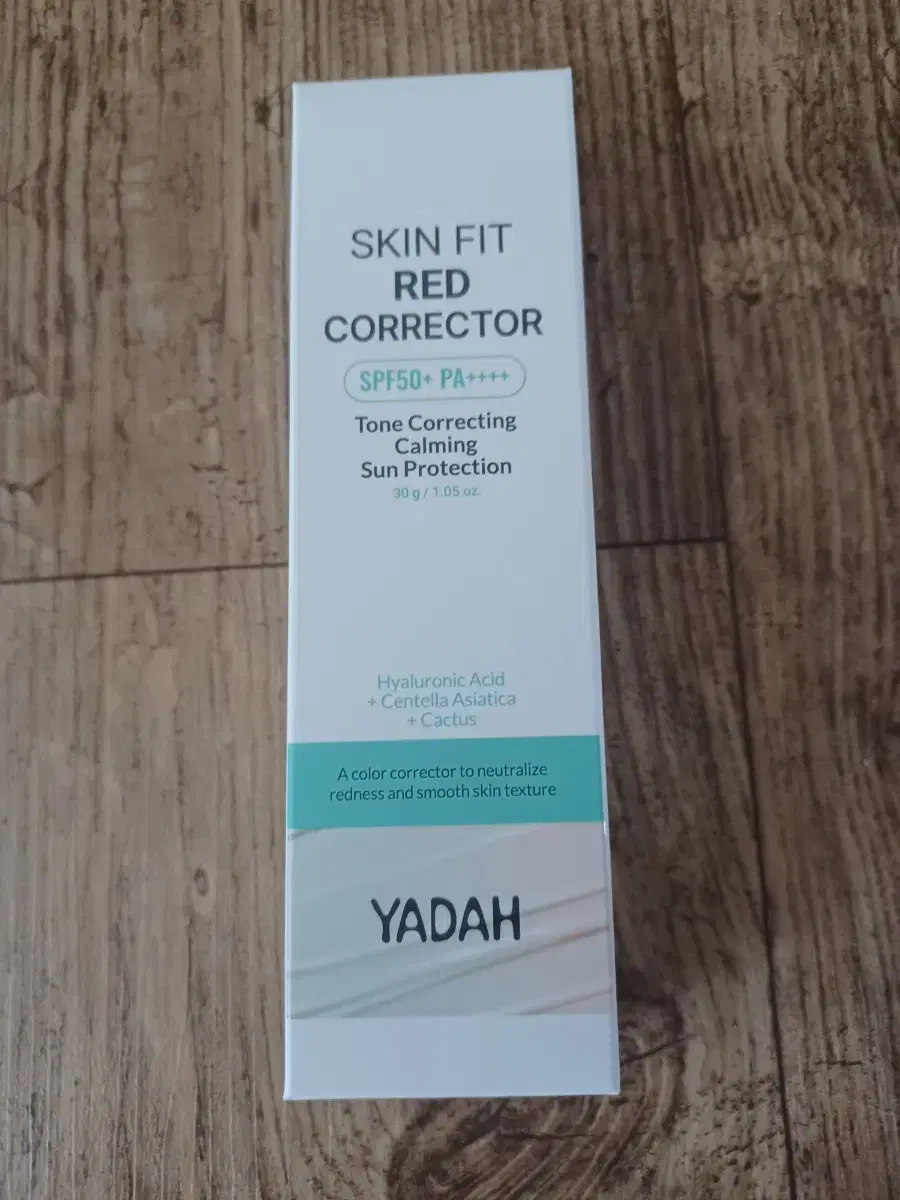 SKIN FIT
RED
CORRECTOR
SPF50+ PA++++
Tone Correcting
Calming
Sun Protection
30 g / 1.05 oz.
Hyaluronic Acid
+ Centella Asiatica
+ Cactus
A color corrector to neutralize
redness and smooth skin texture
YADAH